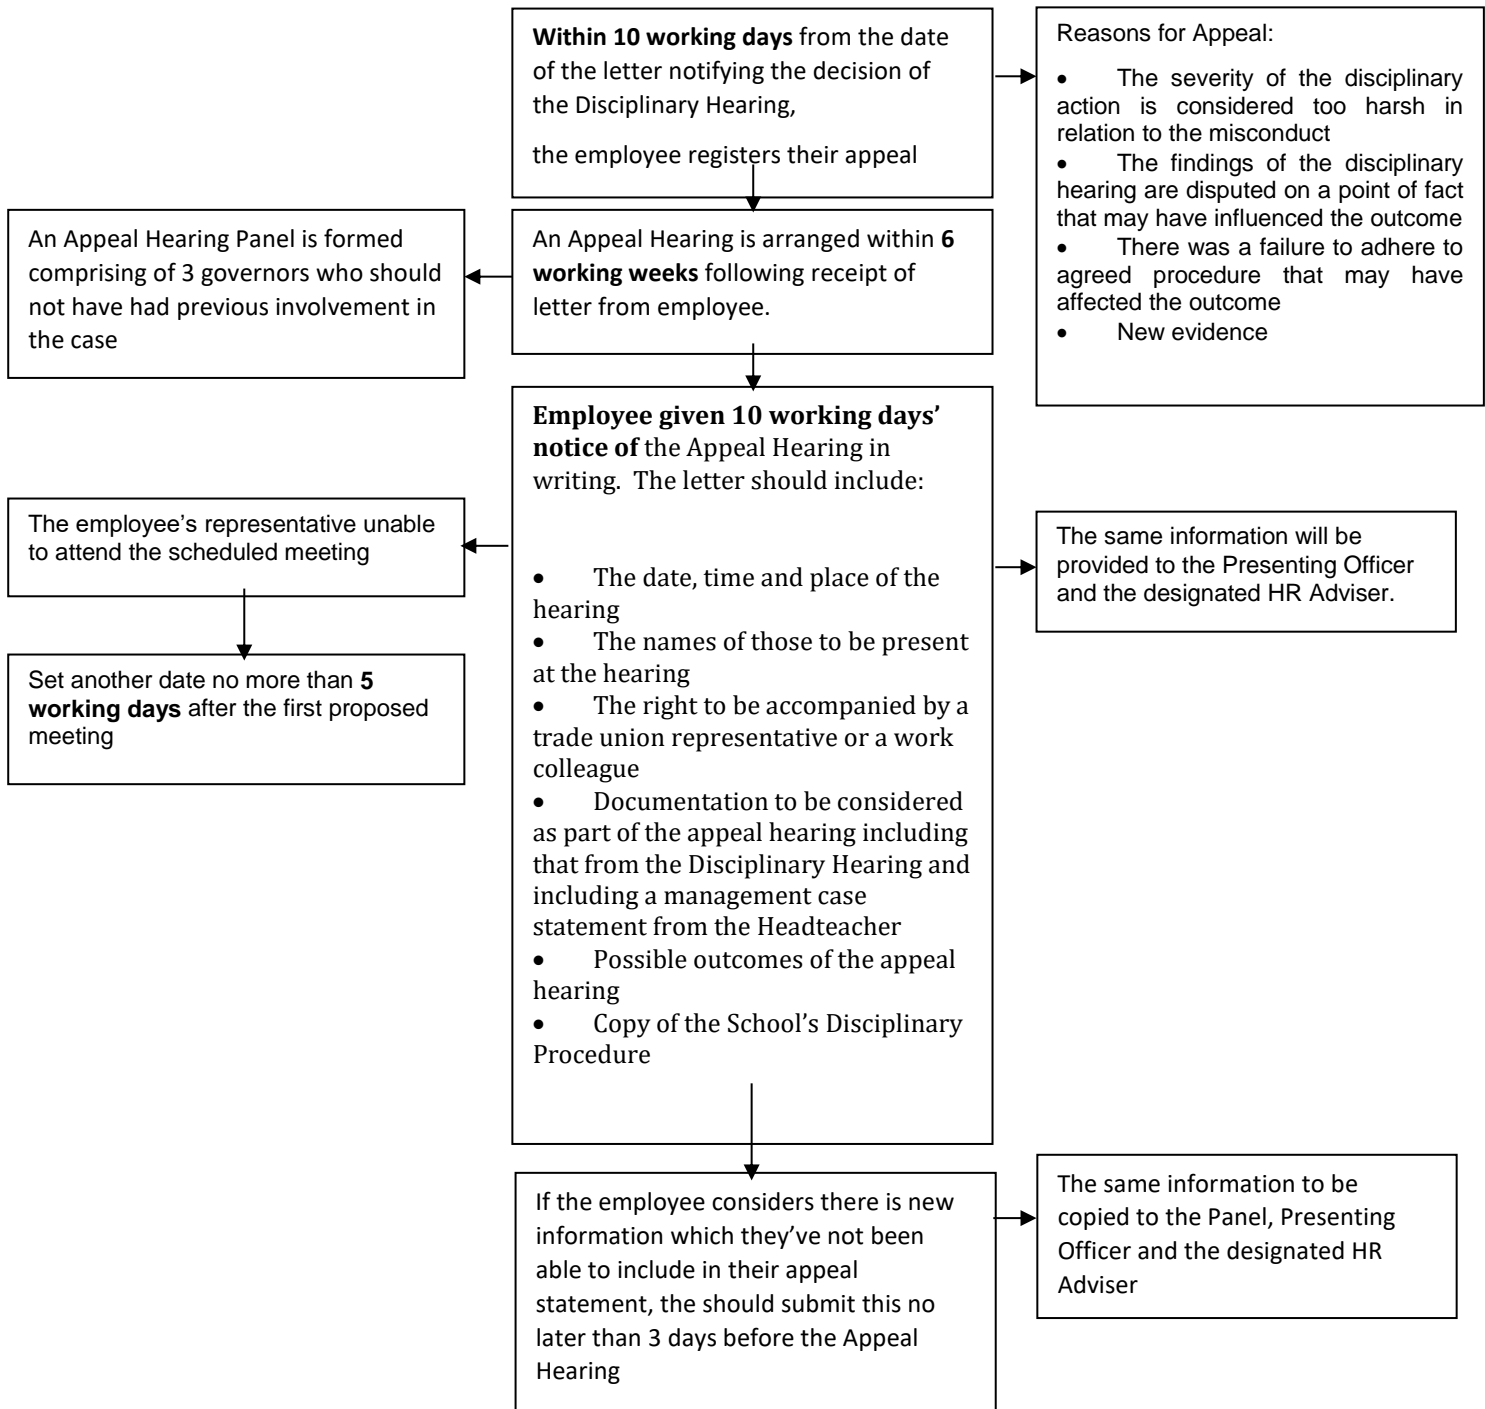 Within 10 working days from the date
of the letter notifying the decision of
the Disciplinary Hearing,
the employee registers their appeal
Reasons for Appeal:
• The severity of the disciplinary
action is considered too harsh in
relation to the misconduct
• The findings of the disciplinary
hearing are disputed on a point of fact
that may have influenced the outcome
• There was a failure to adhere to
agreed procedure that may have
affected the outcome
• New evidence
An Appeal Hearing Panel is formed
comprising of 3 governors who should
not have had previous involvement in
the case
An Appeal Hearing is arranged within 6
working weeks following receipt of
letter from employee.
Employee given 10 working days’
notice of the Appeal Hearing in
writing.  The letter should include:
• The date, time and place of the
hearing
• The names of those to be present
at the hearing
• The right to be accompanied by a
trade union representative or a work
colleague
• Documentation to be considered
as part of the appeal hearing including
that from the Disciplinary Hearing and
including a management case
statement from the Headteacher
• Possible outcomes of the appeal
hearing
• Copy of the School’s Disciplinary
Procedure
The employee’s representative unable
to attend the scheduled meeting
Set another date no more than 5
working days after the first proposed
meeting
The same information will be
provided to the Presenting Officer
and the designated HR Adviser.
If the employee considers there is new
information which they’ve not been
able to include in their appeal
statement, the should submit this no
later than 3 days before the Appeal
Hearing
The same information to be
copied to the Panel, Presenting
Officer and the designated HR
Adviser